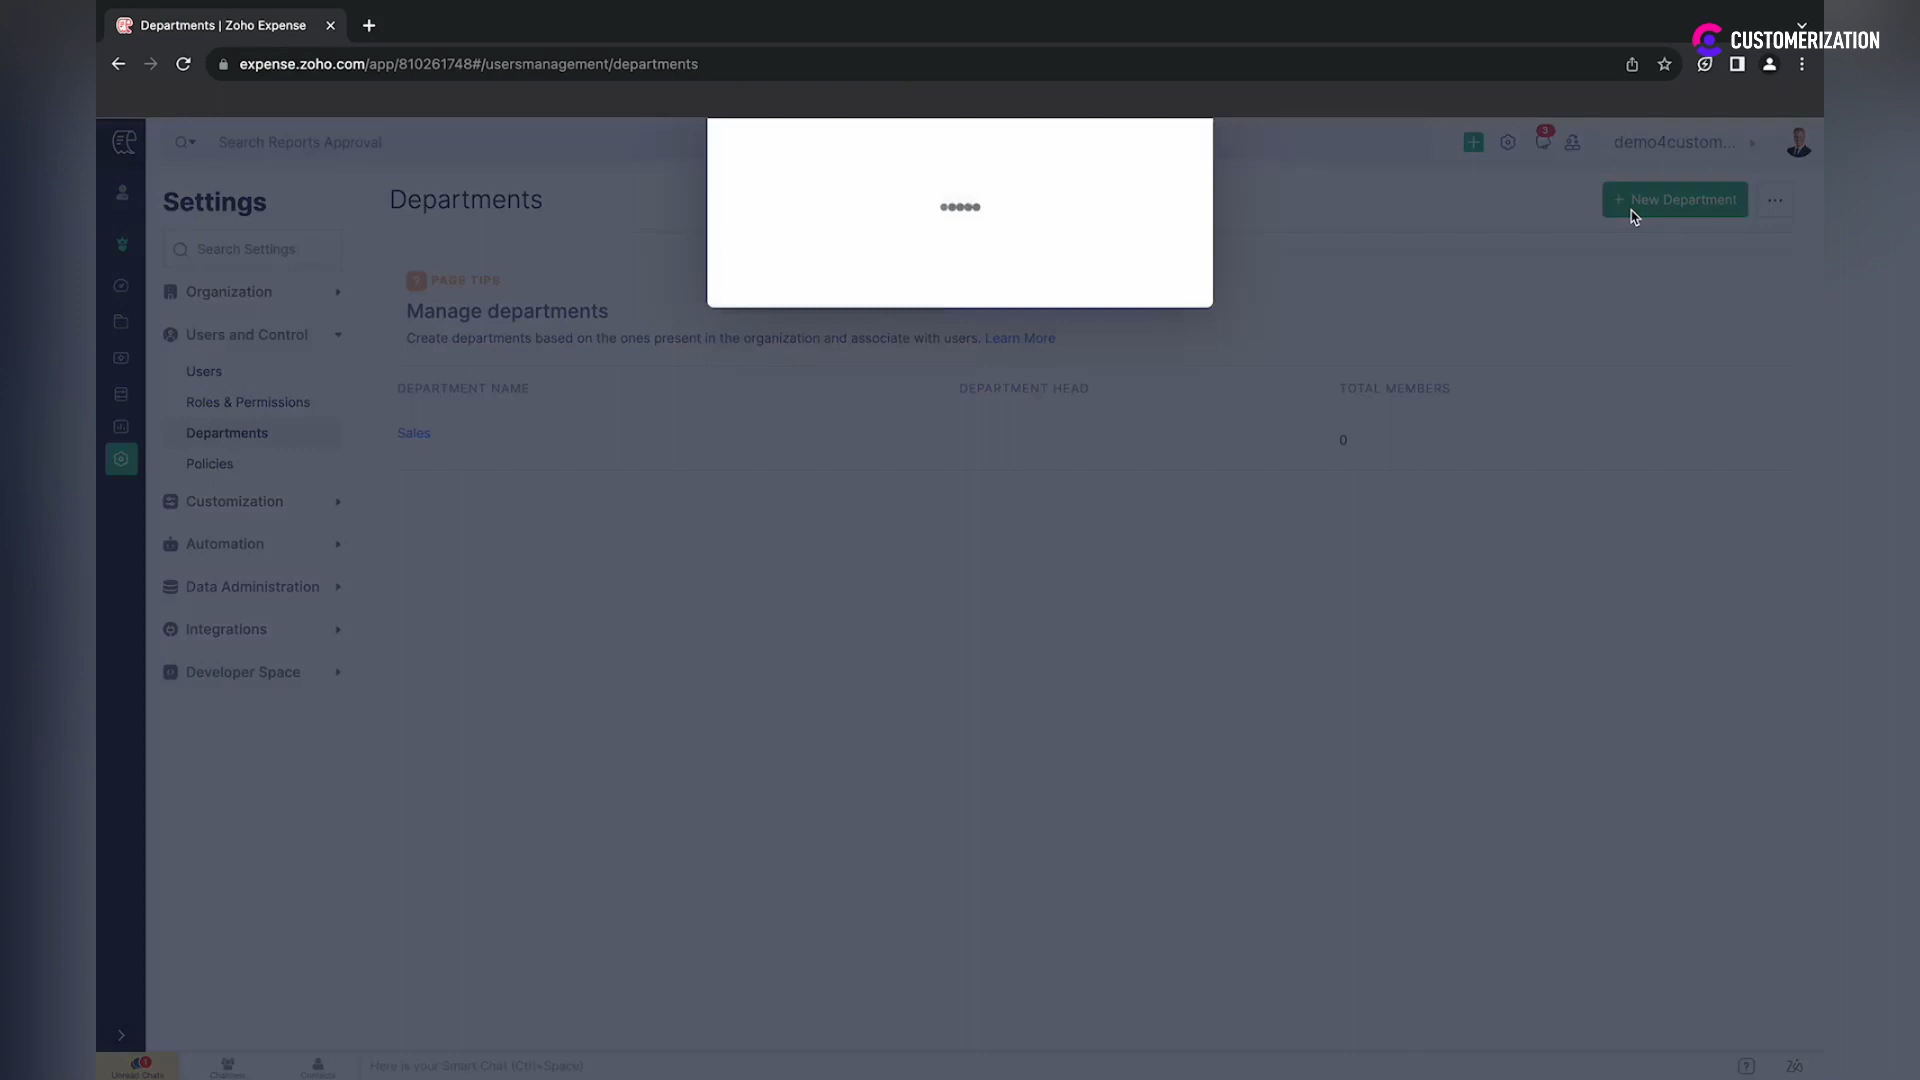 Departments | Zoho Expense
CUSTOMERIZATION
expense.zoho.com/app/810261748#/usersmanagement/departments
Search Reports Approval
3
demo4custom...
Settings
Departments
+ New Department
Search Settings
Organization
? PAGE TIPS
Manage departments
Users and Control
Create departments based on the ones present in the organization and associate with users. Learn More
Users
DEPARTMENT NAME
DEPARTMENT HEAD
TOTAL MEMBERS
Roles & Permissions
Departments
Sales
0
Policies
Customization
Automation
Data Administration
Integrations
Developer Space
1
Unread Chats
Channels
Contacts
Here is your Smart Chat (Ctrl+Space)
?